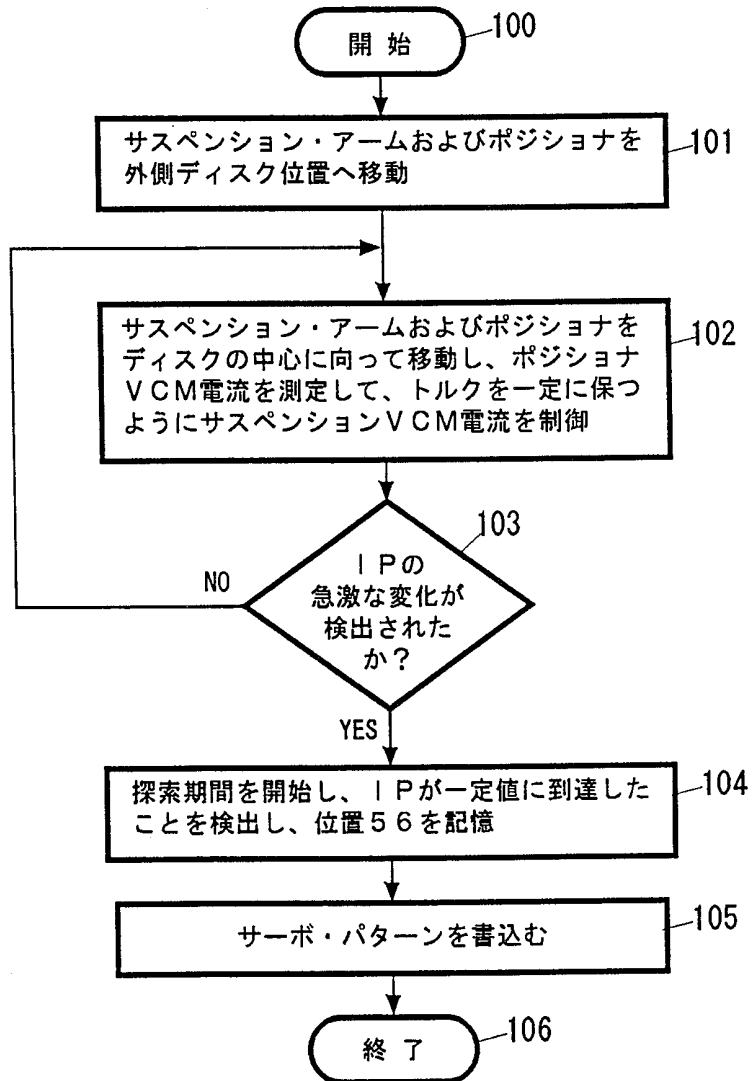 開始
100
サスペンション・アームおよびポジショナを
外側ディスク位置へ移動
101
サスペンション・アームおよびポジショナを
ディスクの中心に向って移動し、ポジショナ
VCM電流を測定して、トルクを一定に保つ
ようにサスペンションVCM電流を制御
102
103
IPの
急激な変化が
検出された
か?
NO
YES
探索期間を開始し、IPが一定値に到達した
ことを検出し、位置56を記憶
104
サーボ・パターンを書込む
105
終了
106